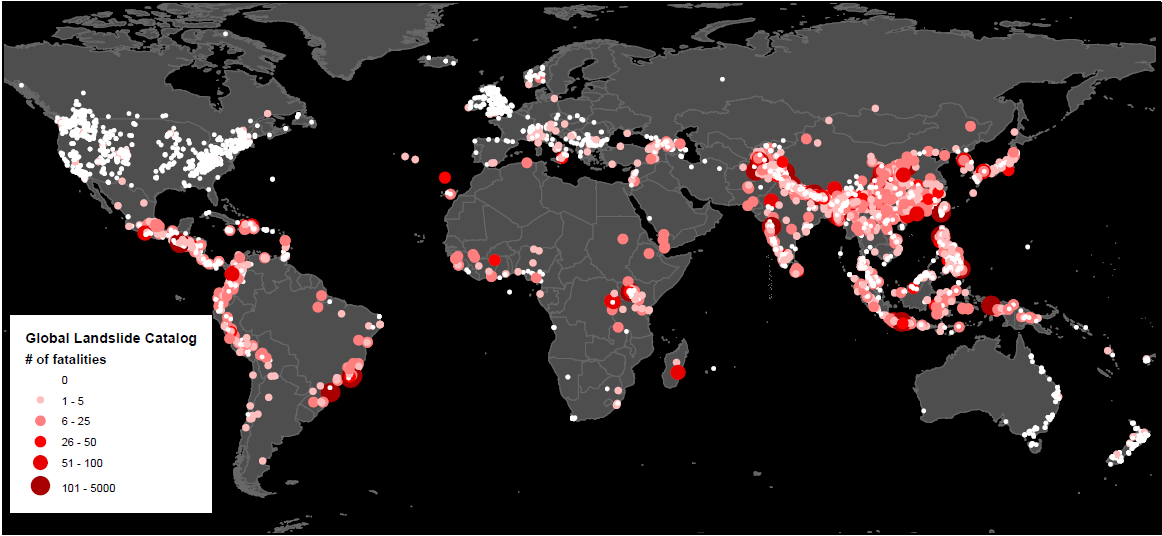 Global Landslide Catalog
# of fatalities
0
1 - 5
6 - 25
26 - 50
51 - 100
101 - 5000